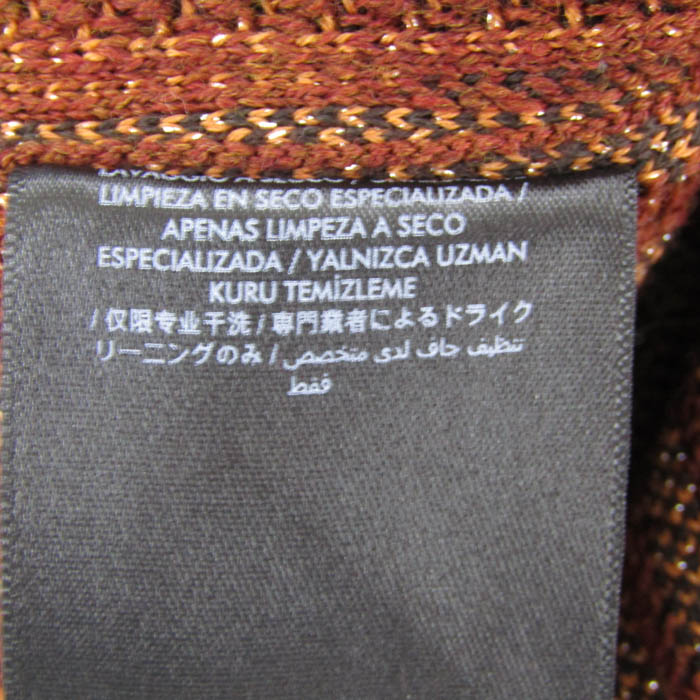 LIMPIEZA EN SECO ESPECIALIZADA /
APENAS LIMPEZA A SECO
ESPECIALIZADA / YALNIZCA UZMAN
KURU TEMİZLEME
/ 仅限专业干洗 / 専門業者によるドライク
リーニングのみ / تنظيف جاف لدى متخصص
فقط